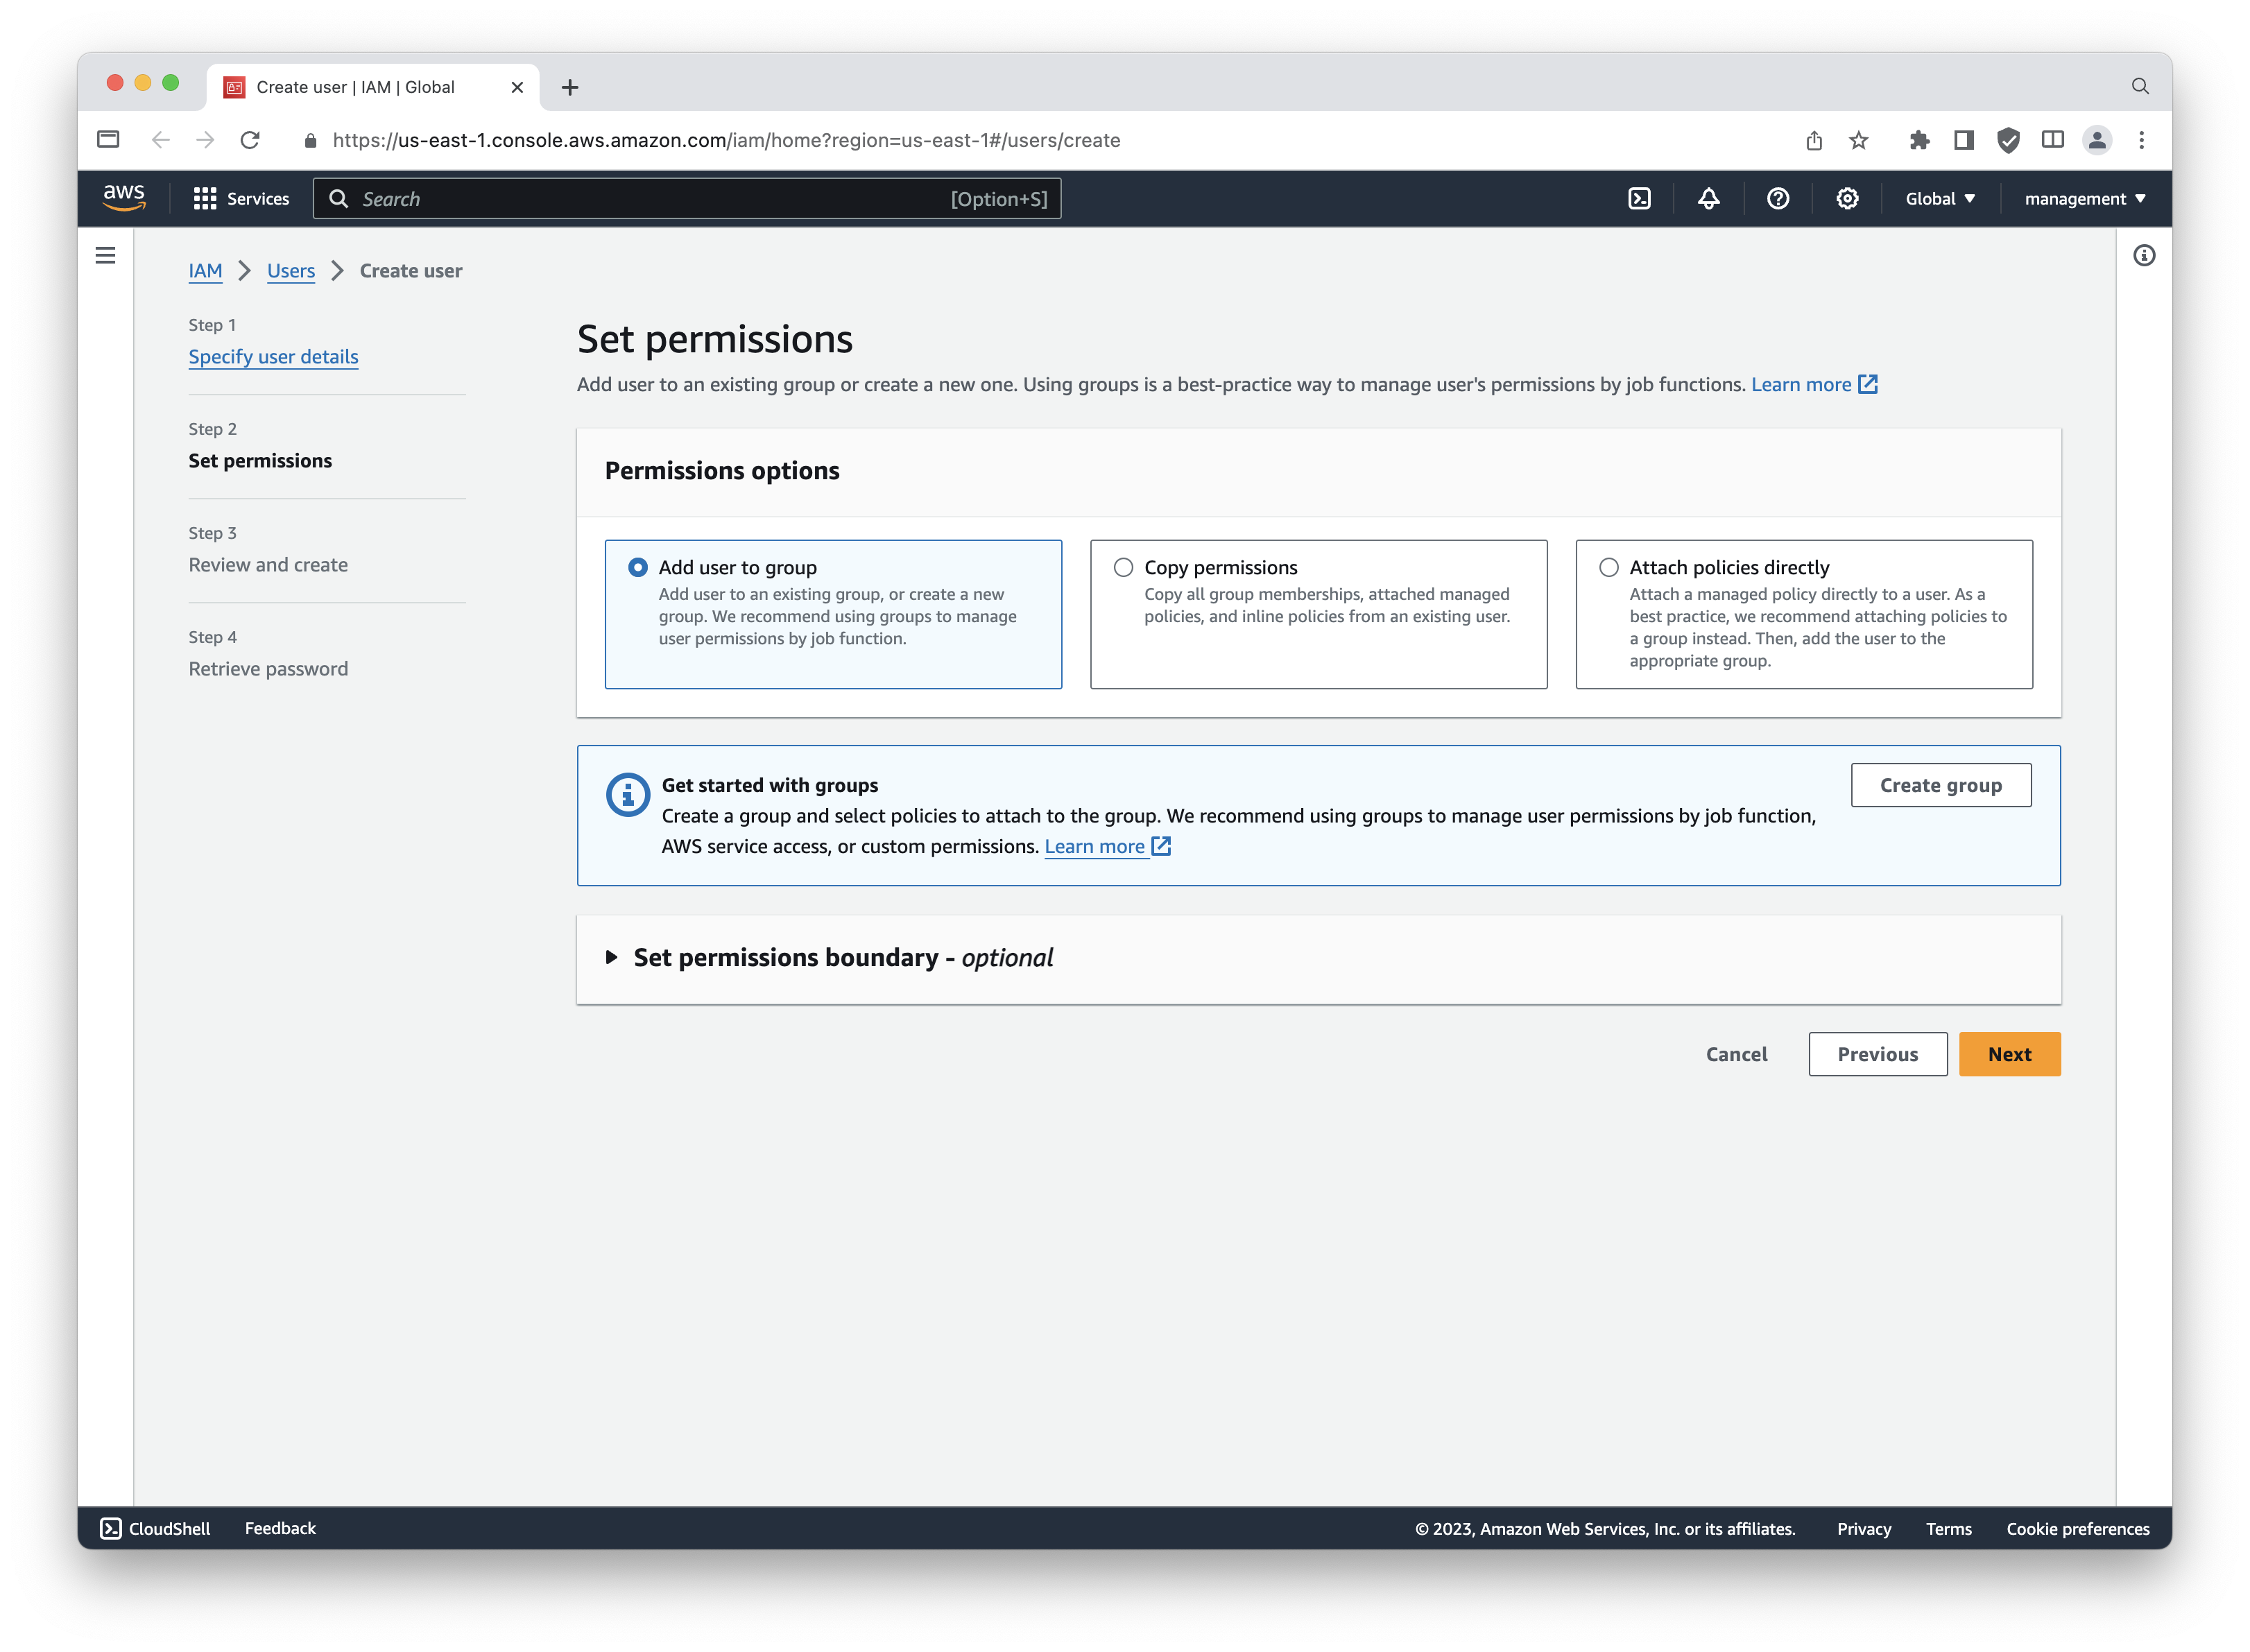 Create user | IAM | Global
https://us-east-1.console.aws.amazon.com/iam/home?region=us-east-1#/users/create
aws
Services
Search
[Option+S]
Global
management
IAM
Users
Create user
Step 1
Specify user details
Step 2
Set permissions
Step 3
Review and create
Step 4
Retrieve password
Set permissions
Add user to an existing group or create a new one. Using groups is a best-practice way to manage user's permissions by job functions. Learn more
Permissions options
Add user to group
Add user to an existing group, or create a new
group. We recommend using groups to manage
user permissions by job function.
Copy permissions
Copy all group memberships, attached managed
policies, and inline policies from an existing user.
Attach policies directly
Attach a managed policy directly to a user. As a
best practice, we recommend attaching policies to
a group instead. Then, add the user to the
appropriate group.
Get started with groups
Create a group and select policies to attach to the group. We recommend using groups to manage user permissions by job function,
AWS service access, or custom permissions. Learn more
Create group
Set permissions boundary - optional
Cancel
Previous
Next
CloudShell
Feedback
© 2023, Amazon Web Services, Inc. or its affiliates.
Privacy
Terms
Cookie preferences